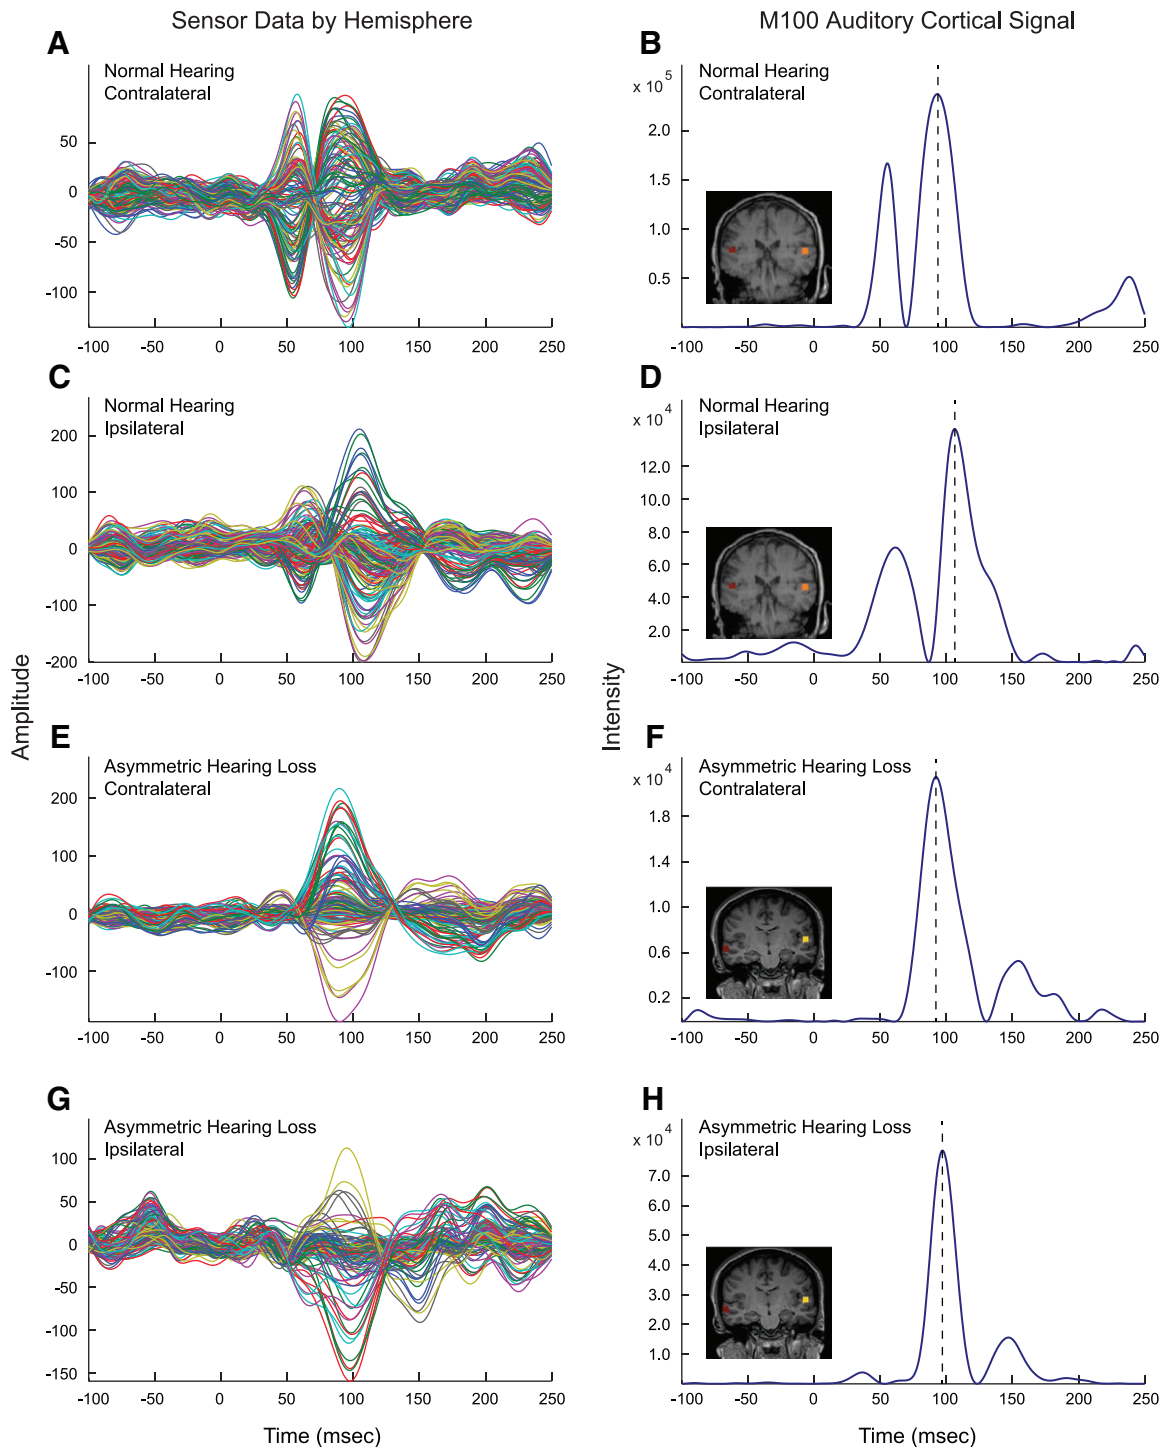 Sensor Data by Hemisphere
M100 Auditory Cortical Signal
A
Normal Hearing
Contralateral
50
0
-50
-100
-100 -50 0 50 100 150 200 250
B
Normal Hearing
Contralateral
x 10 5
2.0
1.5
1.0
0.5
-100 -50 0 50 100 150 200 250
C
Normal Hearing
Ipsilateral
200
100
0
-100
-200
-100 -50 0 50 100 150 200 250
D
Normal Hearing
Ipsilateral
x 10 4
12.0
10.0
8.0
6.0
4.0
2.0
-100 -50 0 50 100 150 200 250
Amplitude
Intensity
E
Asymmetric Hearing Loss
Contralateral
200
100
0
-100
-100 -50 0 50 100 150 200 250
F
Asymmetric Hearing Loss
Contralateral
x 10 4
1.8
1.4
1.0
0.6
0.2
-100 -50 0 50 100 150 200 250
G
Asymmetric Hearing Loss
Ipsilateral
100
50
0
-50
-100
-150
-100 -50 0 50 100 150 200 250
Time (msec)
H
Asymmetric Hearing Loss
Ipsilateral
x 10 4
7.0
6.0
5.0
4.0
3.0
2.0
1.0
-100 -50 0 50 100 150 200 250
Time (msec)